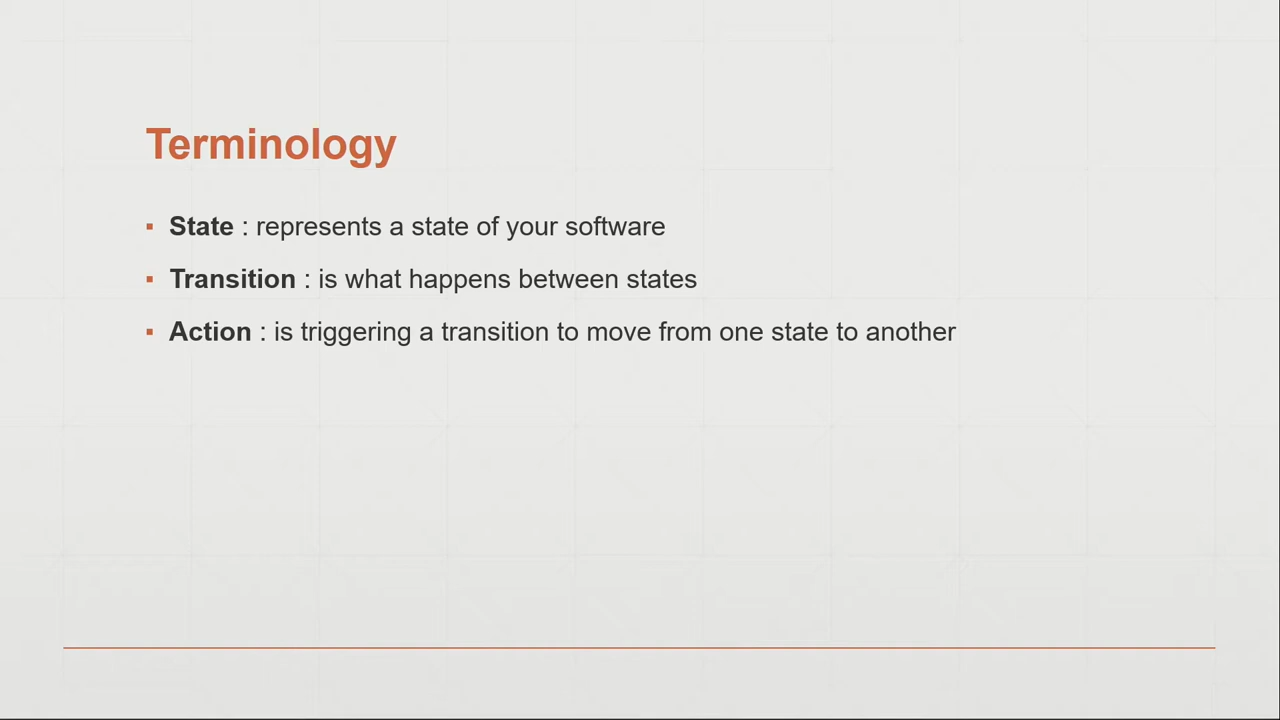 Terminology
▪ State : represents a state of your software
▪ Transition : is what happens between states
▪ Action : is triggering a transition to move from one state to another